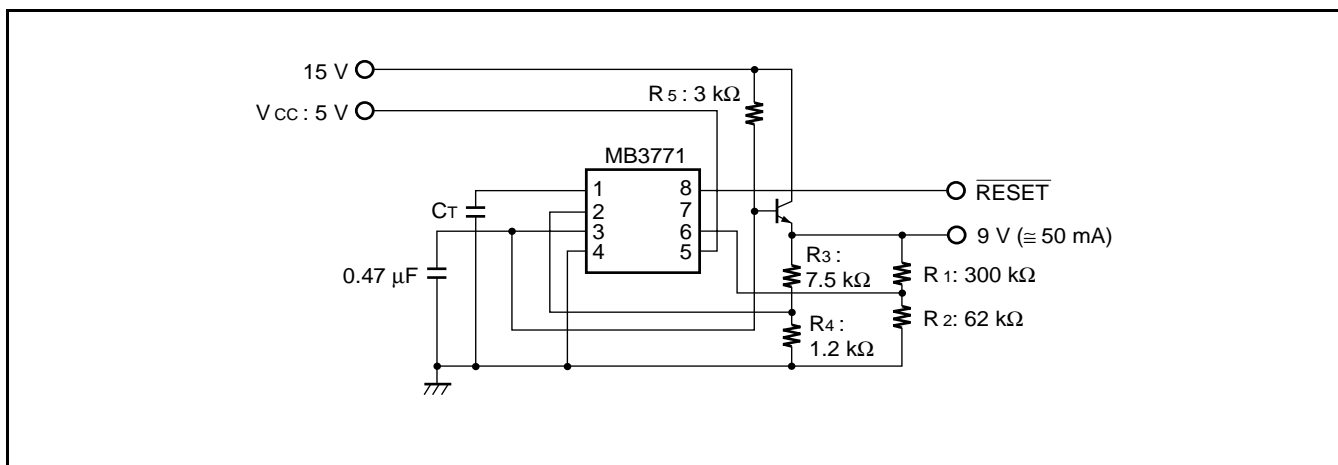 15 V
R5 : 3 kΩ
VCC : 5 V
MB3771
1 8
2 7
3 6
4 5
RESET
CT
9 V (≅ 50 mA)
R3 :
7.5 kΩ
R1: 300 kΩ
0.47 μF
R4 :
1.2 kΩ
R2: 62 kΩ